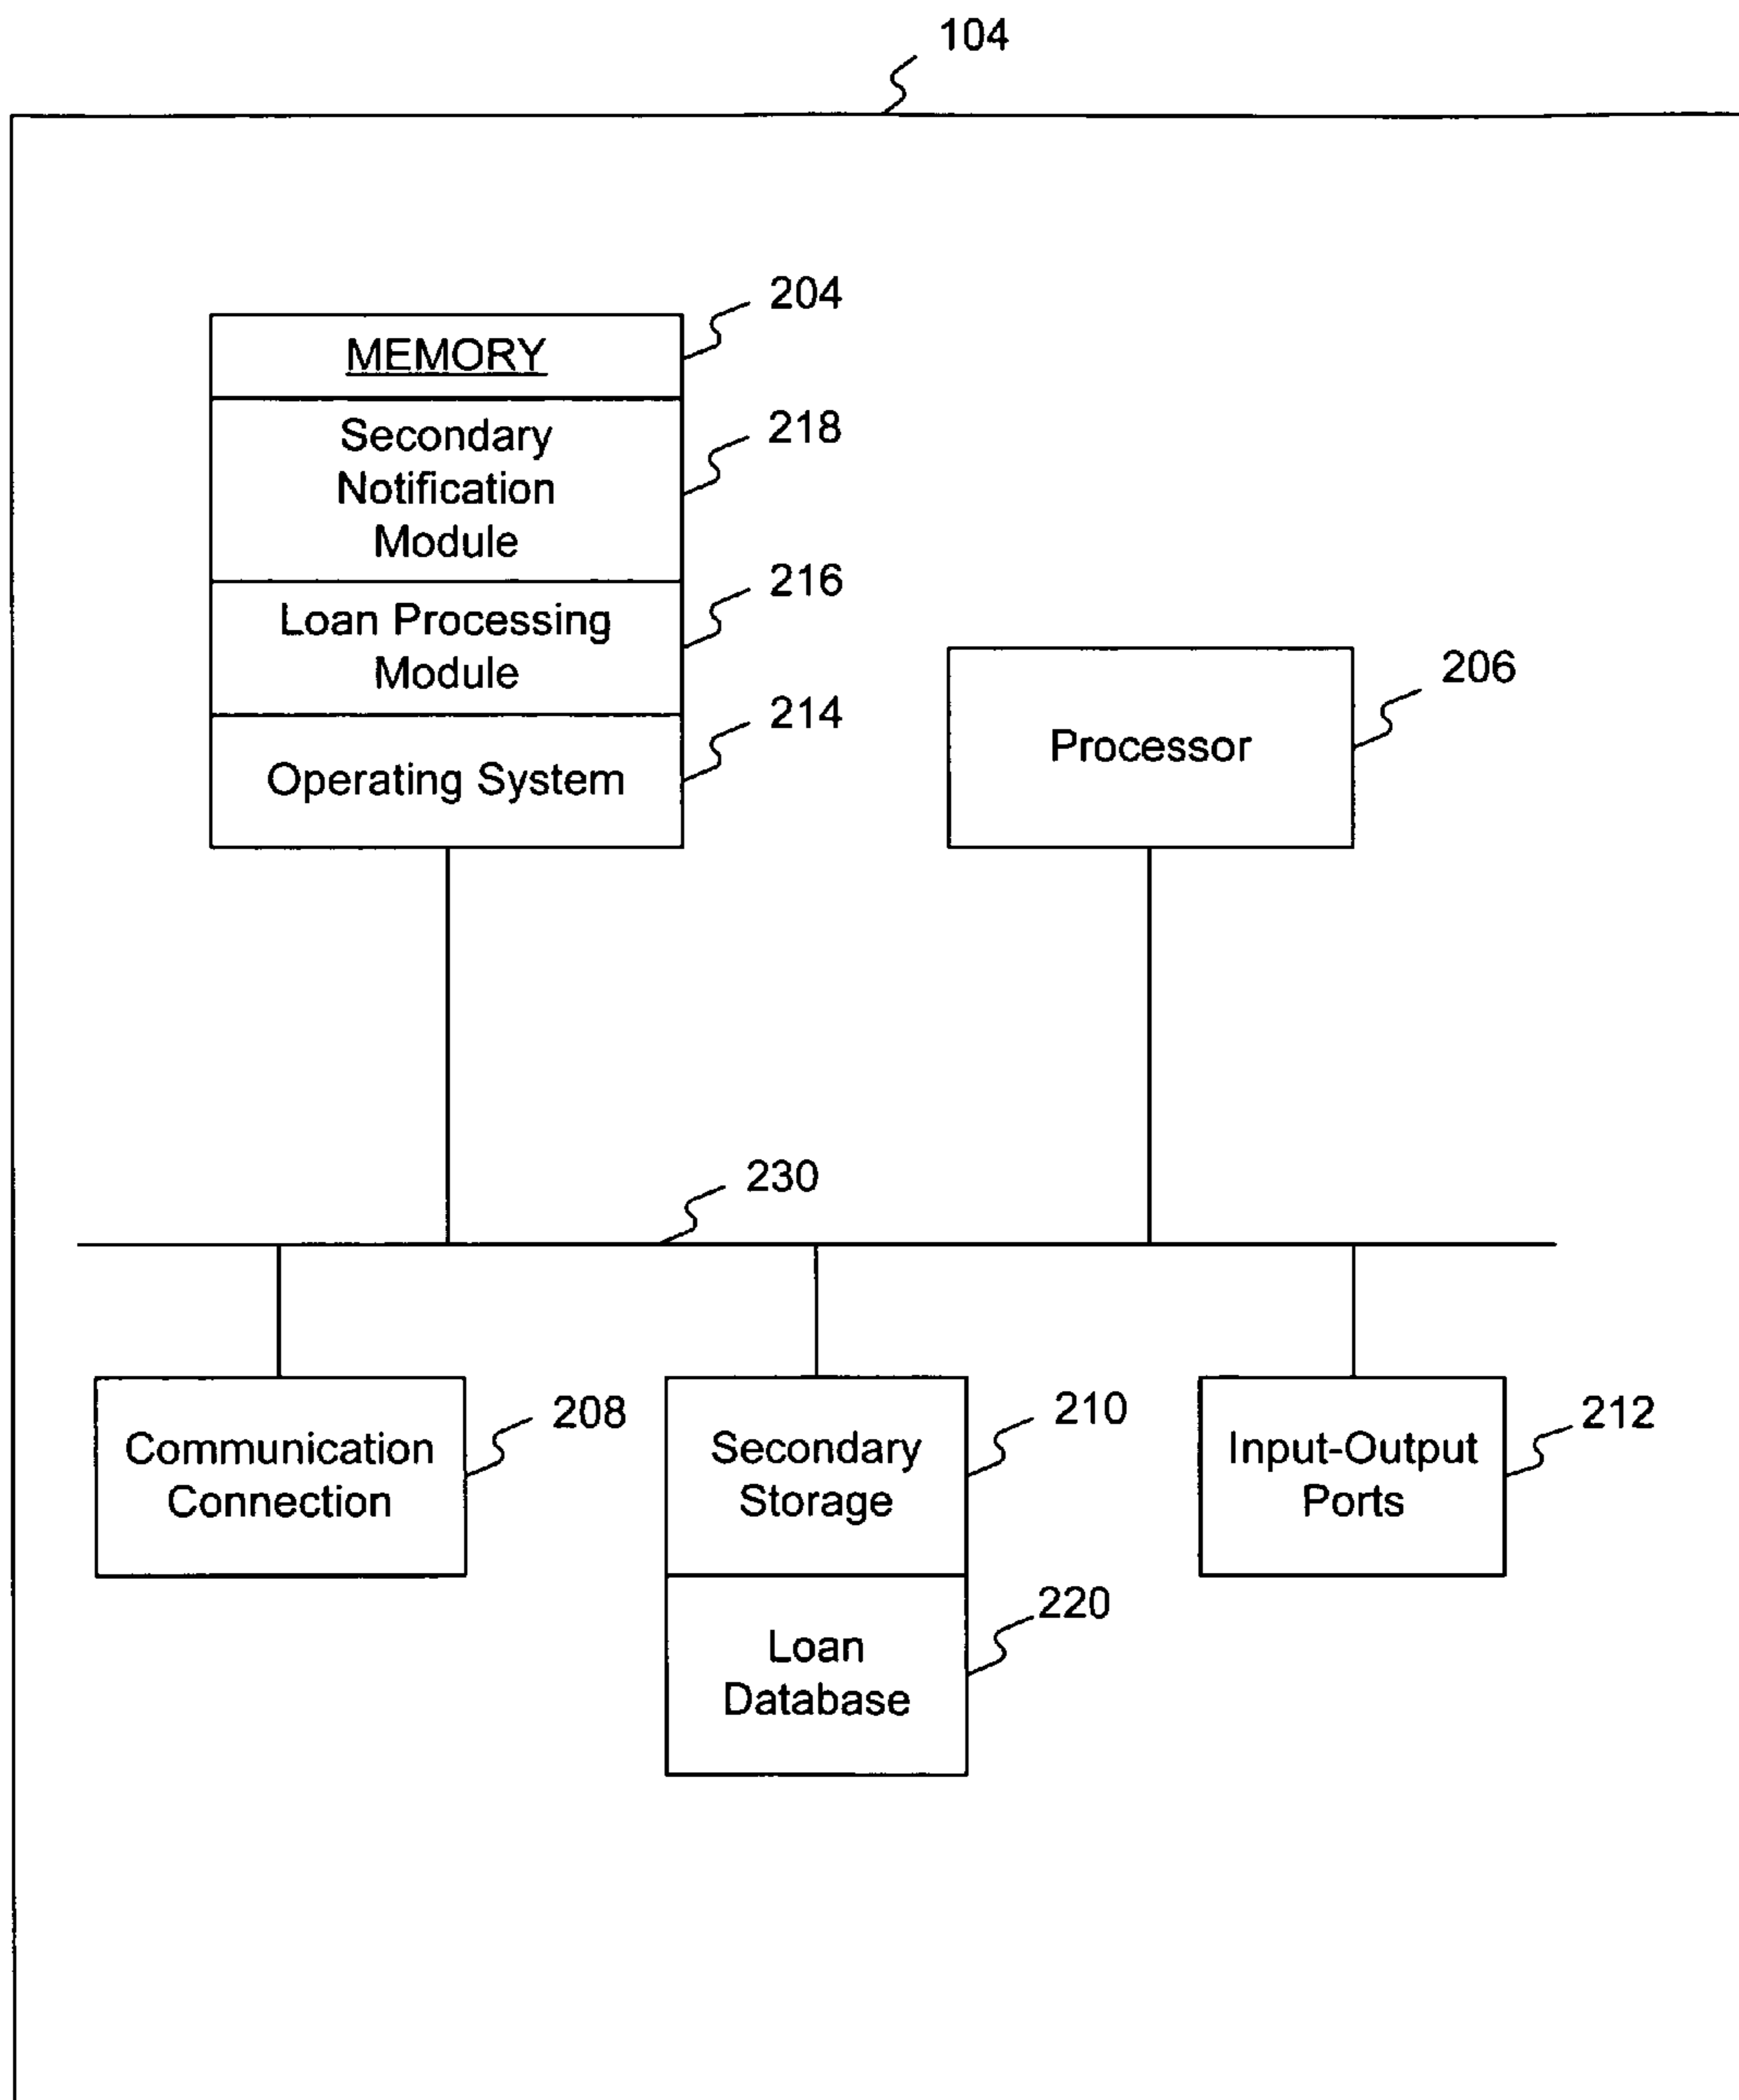 104
204
MEMORY
218
Secondary
Notification
Module
216
Loan Processing
Module
214
Operating System
206
Processor
230
208
Communication
Connection
210
Secondary
Storage
212
Input-Output
Ports
220
Loan
Database